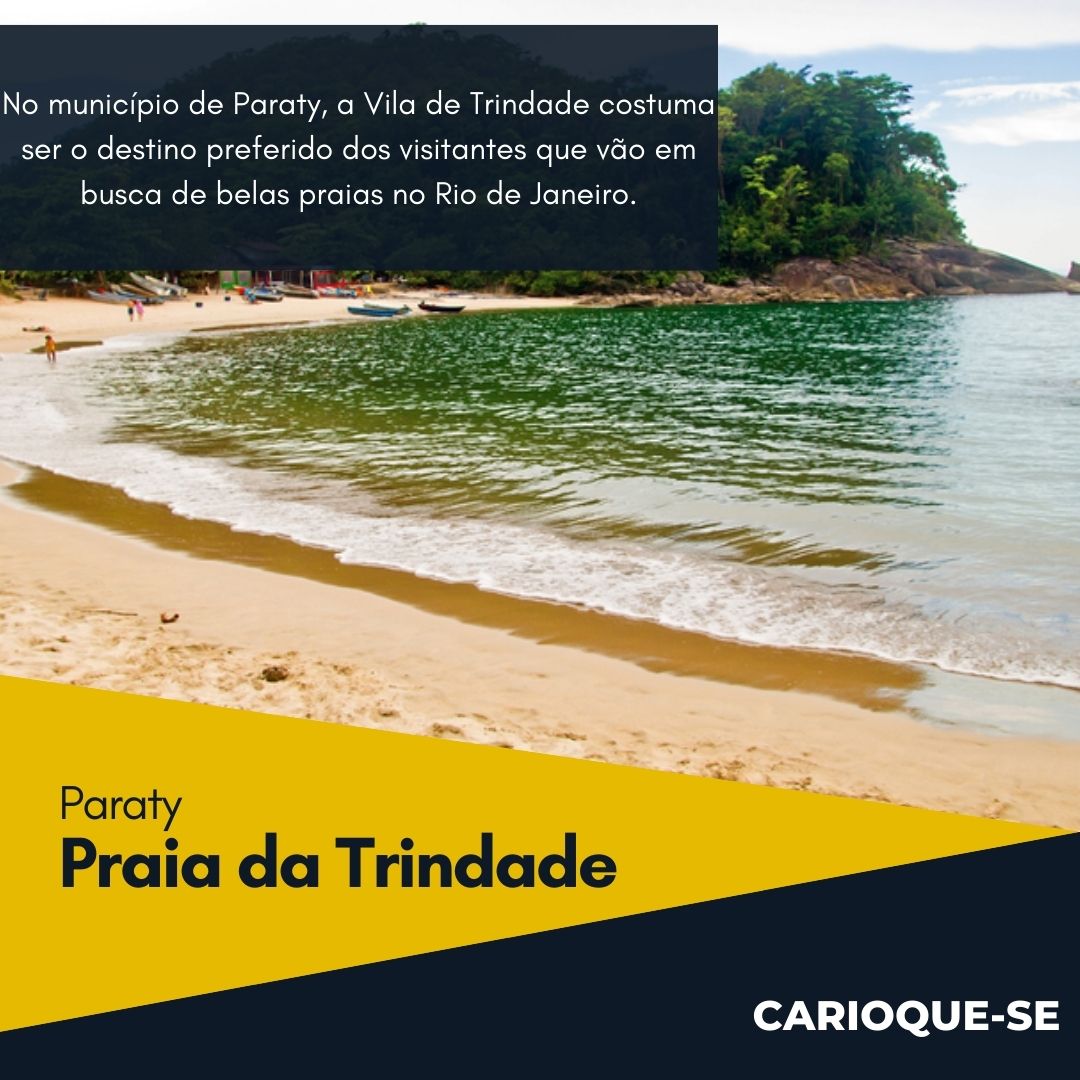 No município de Paraty, a Vila de Trindade costuma
ser o destino preferido dos visitantes que vão em
busca de belas praias no Rio de Janeiro.
Paraty
Praia da Trindade
CARIOQUE-SE